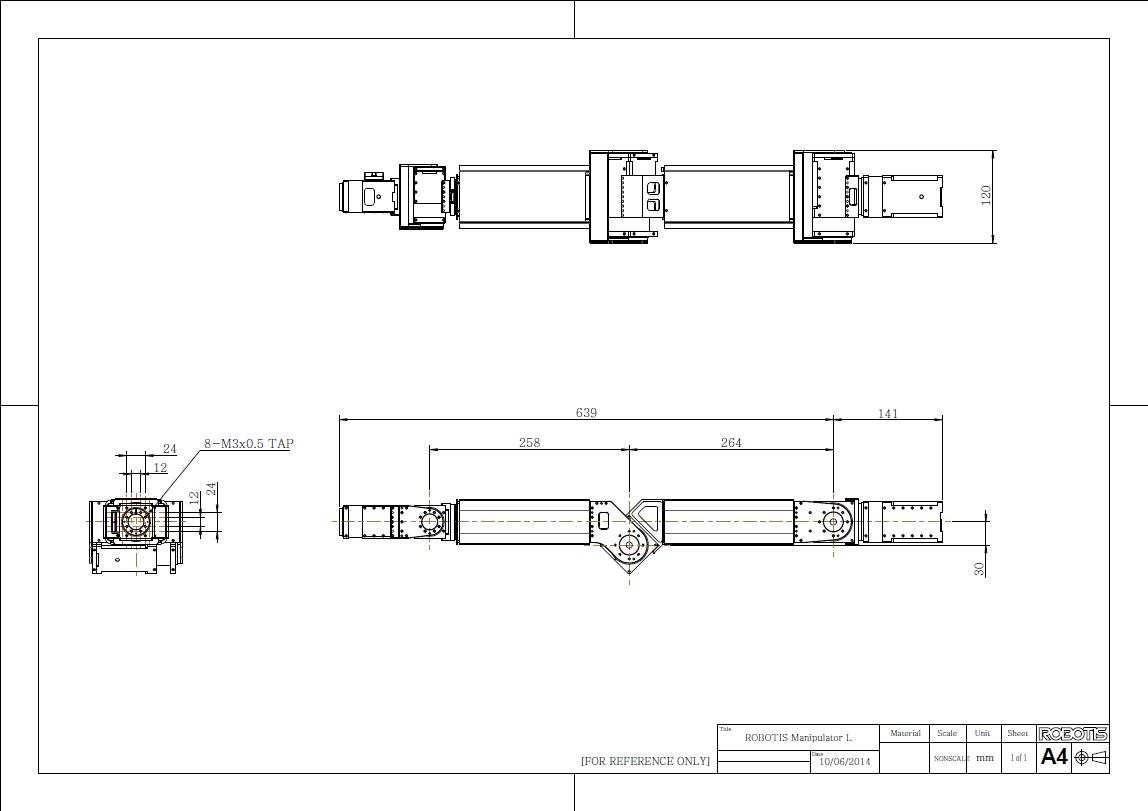 120
639
141
258
264
24
8-M3x0.5 TAP
12
12
24
30
Title
ROBOTIS Manipulator L
Material
Scale
Unit
Sheet
ROBOTIS
[FOR REFERENCE ONLY]
Date
10/06/2014
NONSCALE
mm
1 of 1
A4